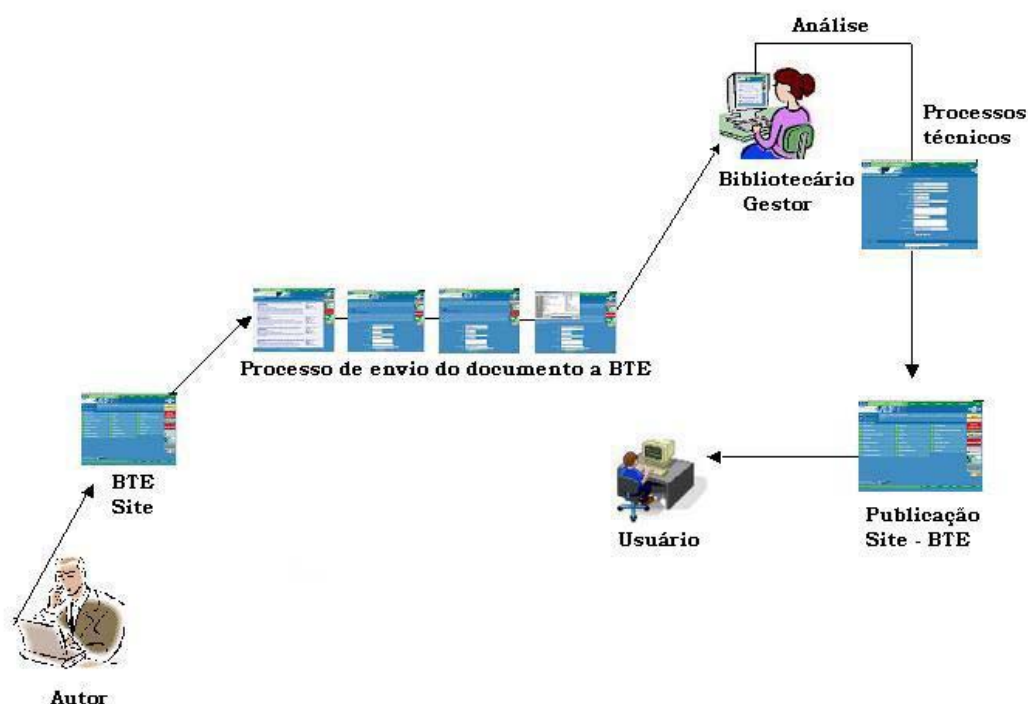 Análise
Processos
técnicos
Bibliotecário
Gestor
Processo de envio do documento a BTE
BTE
Site
Publicação
Site - BTE
Usuário
Autor